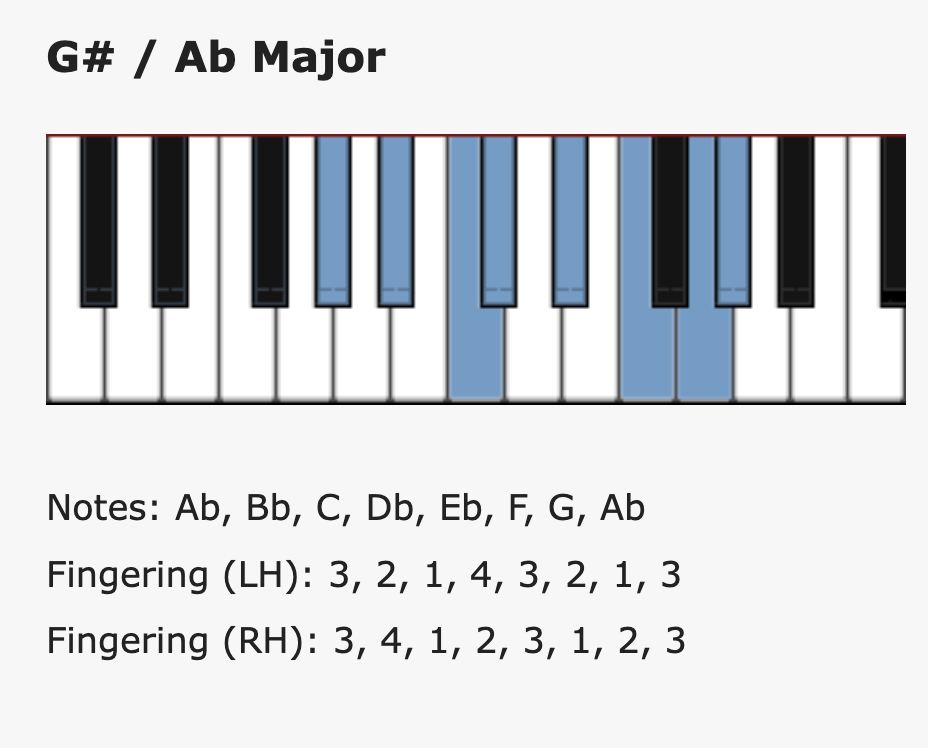 G# / Ab Major
Notes: Ab, Bb, C, Db, Eb, F, G, Ab
Fingering (LH): 3, 2, 1, 4, 3, 2, 1, 3
Fingering (RH): 3, 4, 1, 2, 3, 1, 2, 3